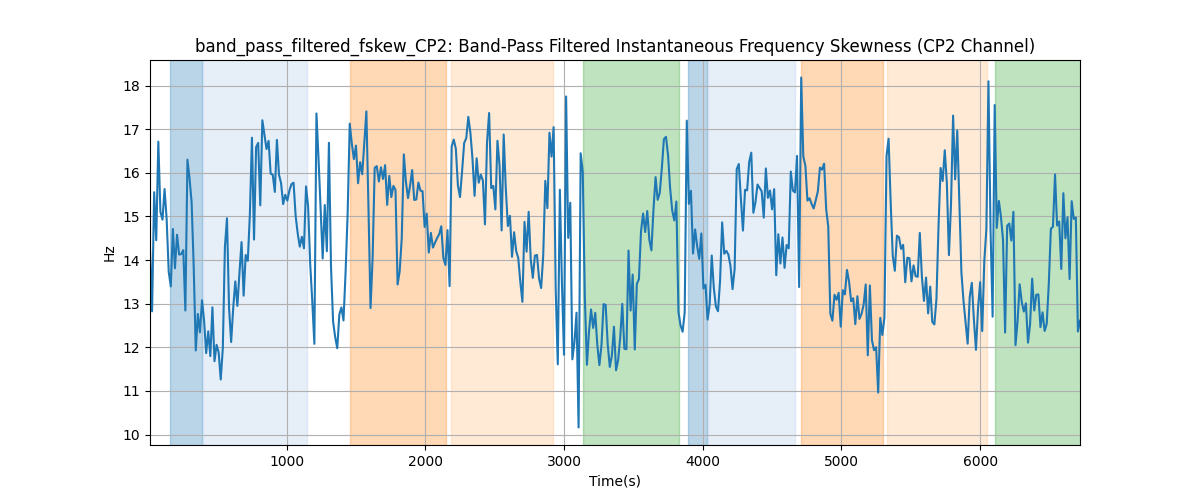 band_pass_filtered_fskew_CP2: Band-Pass Filtered Instantaneous Frequency Skewness (CP2 Channel)
18
17
16
15
14
13
12
11
10
Hz
1000 2000 3000 4000 5000 6000
Time(s)